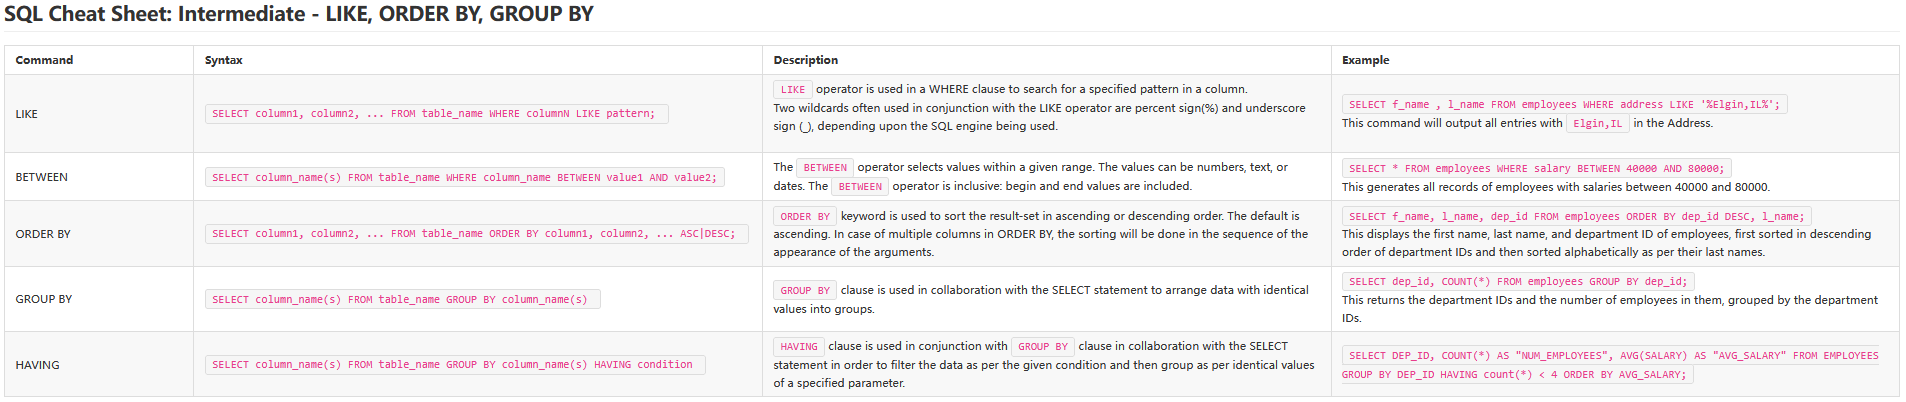 SQL Cheat Sheet: Intermediate - LIKE, ORDER BY, GROUP BY
Command Syntax Description Example
LIKE
SELECT column1, column2, ... FROM table_name WHERE columnN LIKE pattern;
LIKE operator is used in a WHERE clause to search for a specified pattern in a column.
Two wildcards often used in conjunction with the LIKE operator are percent sign(%) and underscore
sign (_), depending upon the SQL engine being used.
SELECT f_name , l_name FROM employees WHERE address LIKE '%Elgin,IL%';
This command will output all entries with Elgin,IL in the Address.
BETWEEN
SELECT column_name(s) FROM table_name WHERE column_name BETWEEN value1 AND value2;
The BETWEEN operator selects values within a given range. The values can be numbers, text, or
dates. The BETWEEN operator is inclusive: begin and end values are included.
SELECT * FROM employees WHERE salary BETWEEN 40000 AND 80000;
This generates all records of employees with salaries between 40000 and 80000.
ORDER BY
SELECT column1, column2, ... FROM table_name ORDER BY column1, column2, ... ASC|DESC;
ORDER BY keyword is used to sort the result-set in ascending or descending order. The default is
ascending. In case of multiple columns in ORDER BY, the sorting will be done in the sequence of the
appearance of the arguments.
SELECT f_name, l_name, dep_id FROM employees ORDER BY dep_id DESC, l_name;
This displays the first name, last name, and department ID of employees, first sorted in descending
order of department IDs and then sorted alphabetically as per their last names.
GROUP BY
SELECT column_name(s) FROM table_name GROUP BY column_name(s)
GROUP BY clause is used in collaboration with the SELECT statement to arrange data with identical
values into groups.
SELECT dep_id, COUNT(*) FROM employees GROUP BY dep_id;
This returns the department IDs and the number of employees in them, grouped by the department
IDs.
HAVING
SELECT column_name(s) FROM table_name GROUP BY column_name(s) HAVING condition
HAVING clause is used in conjunction with GROUP BY clause in collaboration with the SELECT
statement in order to filter the data as per the given condition and then group as per identical values
of a specified parameter.
SELECT DEP_ID, COUNT(*) AS "NUM_EMPLOYEES", AVG(SALARY) AS "AVG_SALARY" FROM EMPLOYEES
GROUP BY DEP_ID HAVING count(*) < 4 ORDER BY AVG_SALARY;